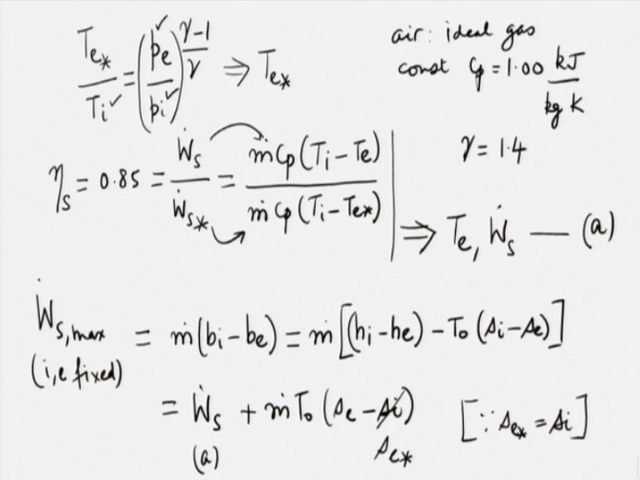 Te*/Ti = (pe/pi)^((γ-1)/γ) ⇒ Te*
air: ideal gas
const Cp = 1.00 kJ/kg K
γ = 1.4
ηs = 0.85 = Ẇs/Ẇs* = ṁCp(Ti - Te)/ṁCp(Ti - Te*) ⇒ Te, Ẇs — (a)
Ẇs,max = ṁ(bi - be) = ṁ[(hi - he) - To(si - se)]
(i,e fixed)
= Ẇs + ṁTo(se - si) [∵ se* = si]
(a) se*